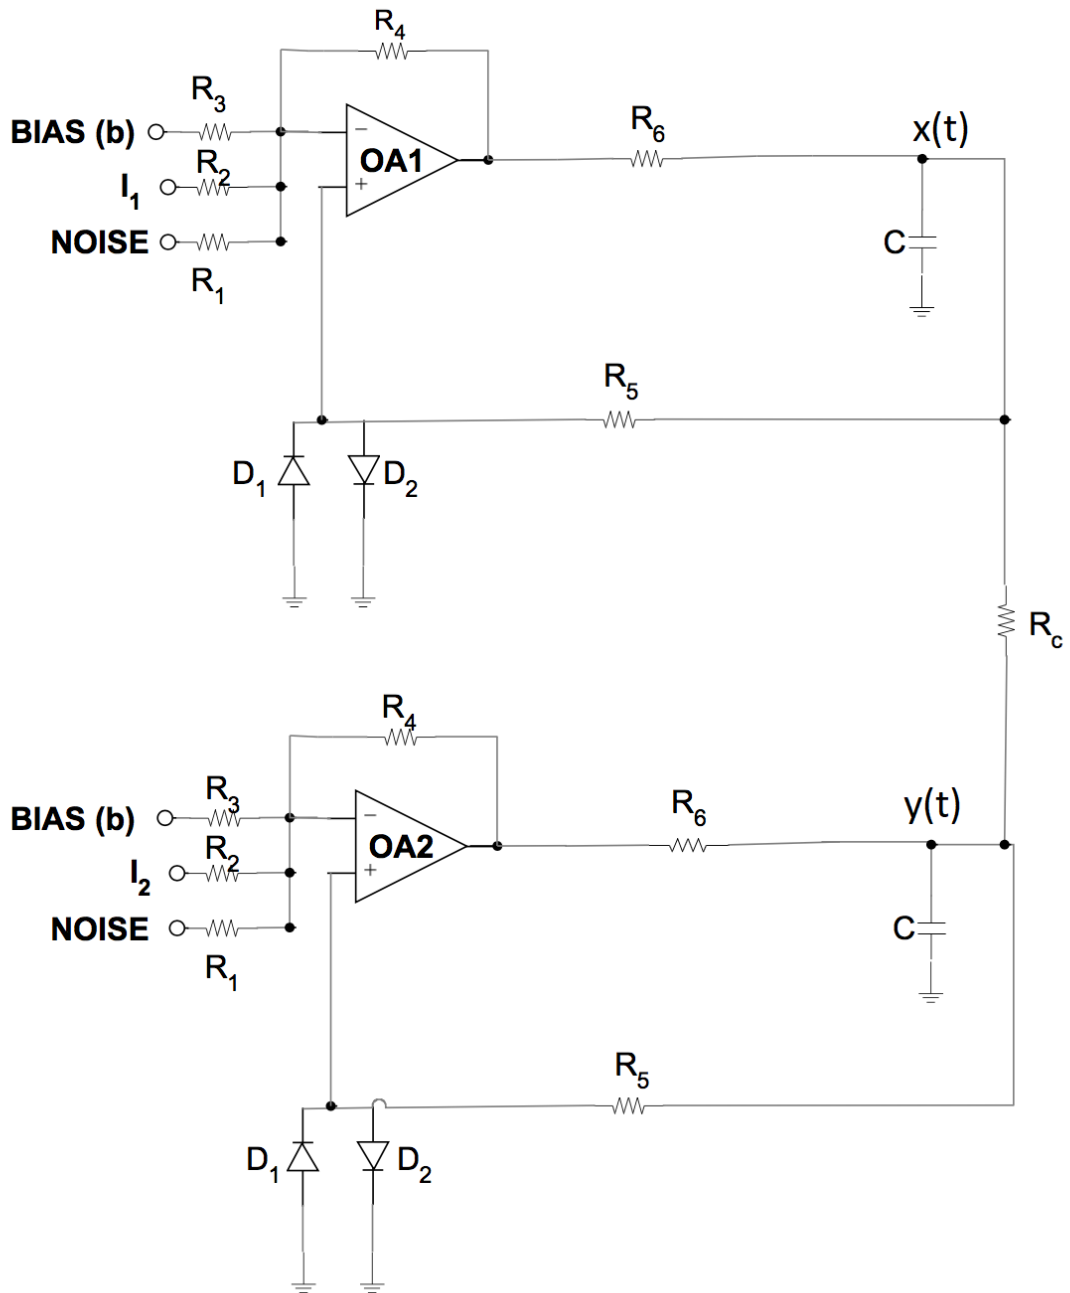 R4
R3
BIAS (b)
OA1
R6
x(t)
R2
I1
NOISE
R1
C
R5
D1
D2
Rc
R4
R3
BIAS (b)
OA2
R6
y(t)
R2
I2
NOISE
R1
C
R5
D1
D2